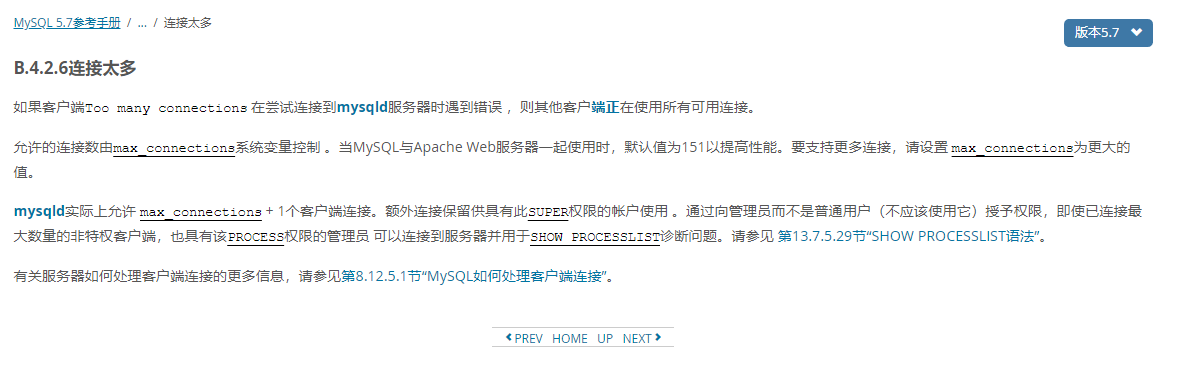 MySQL 5.7参考手册 / ... / 连接太多
版本5.7
B.4.2.6连接太多
如果客户端Too many connections 在尝试连接到mysqld服务器时遇到错误 ，则其他客户端正在使用所有可用连接。
允许的连接数由max_connections系统变量控制 。当MySQL与Apache Web服务器一起使用时，默认值为151以提高性能。要支持更多连接，请设置 max_connections为更大的
值。
mysqld实际上允许 max_connections + 1个客户端连接。额外连接保留供具有此SUPER权限的帐户使用 。通过向管理员而不是普通用户（不应该使用它）授予权限，即使已连接最
大数量的非特权客户端，也具有该PROCESS权限的管理员 可以连接到服务器并用于SHOW PROCESSLIST诊断问题。请参见 第13.7.5.29节“SHOW PROCESSLIST语法”。
有关服务器如何处理客户端连接的更多信息，请参见第8.12.5.1节“MySQL如何处理客户端连接”。
PREV HOME UP NEXT